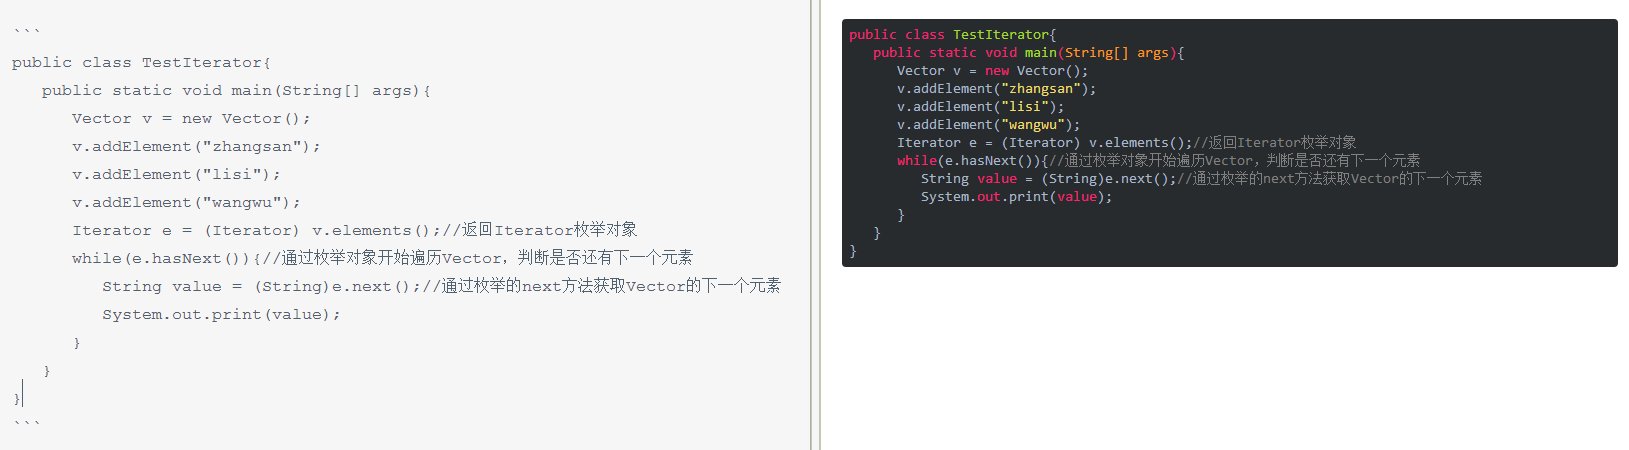 ```
public class TestIterator{
   public static void main(String[] args){
      Vector v = new Vector();
      v.addElement("zhangsan");
      v.addElement("lisi");
      v.addElement("wangwu");
      Iterator e = (Iterator) v.elements();//返回Iterator枚举对象
      while(e.hasNext()){//通过枚举对象开始遍历Vector，判断是否还有下一个元素
         String value = (String)e.next();//通过枚举的next方法获取Vector的下一个元素
         System.out.print(value);
      }
   }
}
```
public class TestIterator{
   public static void main(String[] args){
      Vector v = new Vector();
      v.addElement("zhangsan");
      v.addElement("lisi");
      v.addElement("wangwu");
      Iterator e = (Iterator) v.elements();//返回Iterator枚举对象
      while(e.hasNext()){//通过枚举对象开始遍历Vector，判断是否还有下一个元素
         String value = (String)e.next();//通过枚举的next方法获取Vector的下一个元素
         System.out.print(value);
      }
   }
}